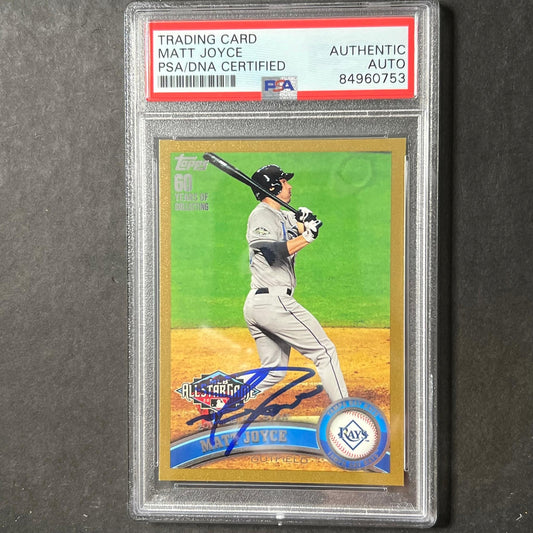 TRADING CARD
MATT JOYCE
PSA/DNA CERTIFIED
AUTHENTIC
AUTO
84960753
PSA
Topps
60
YEARS OF
COLLECTING
ALL STAR GAME
MATT JOYCE
RAYS
OUTFIELD